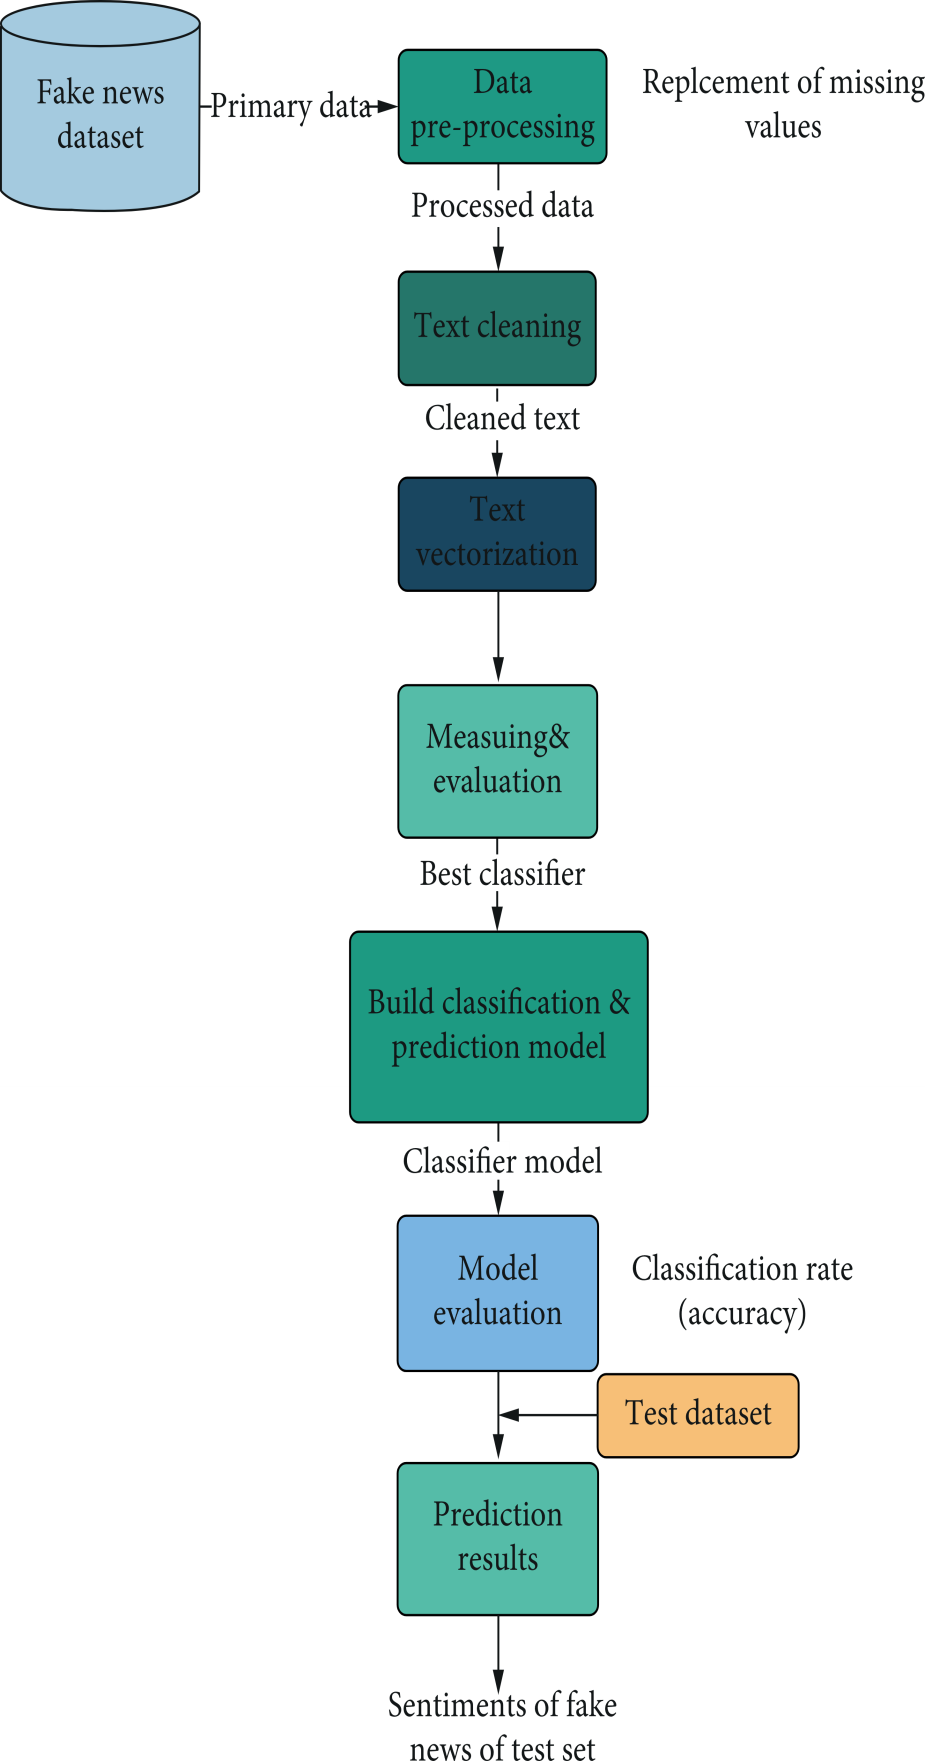 Fake news
dataset
Primary data
Data
pre-processing
Replcement of missing
values
Processed data
Text cleaning
Cleaned text
Text
vectorization
Measuing&
evaluation
Best classifier
Build classification &
prediction model
Classifier model
Model
evaluation
Classification rate
(accuracy)
Test dataset
Prediction
results
Sentiments of fake
news of test set